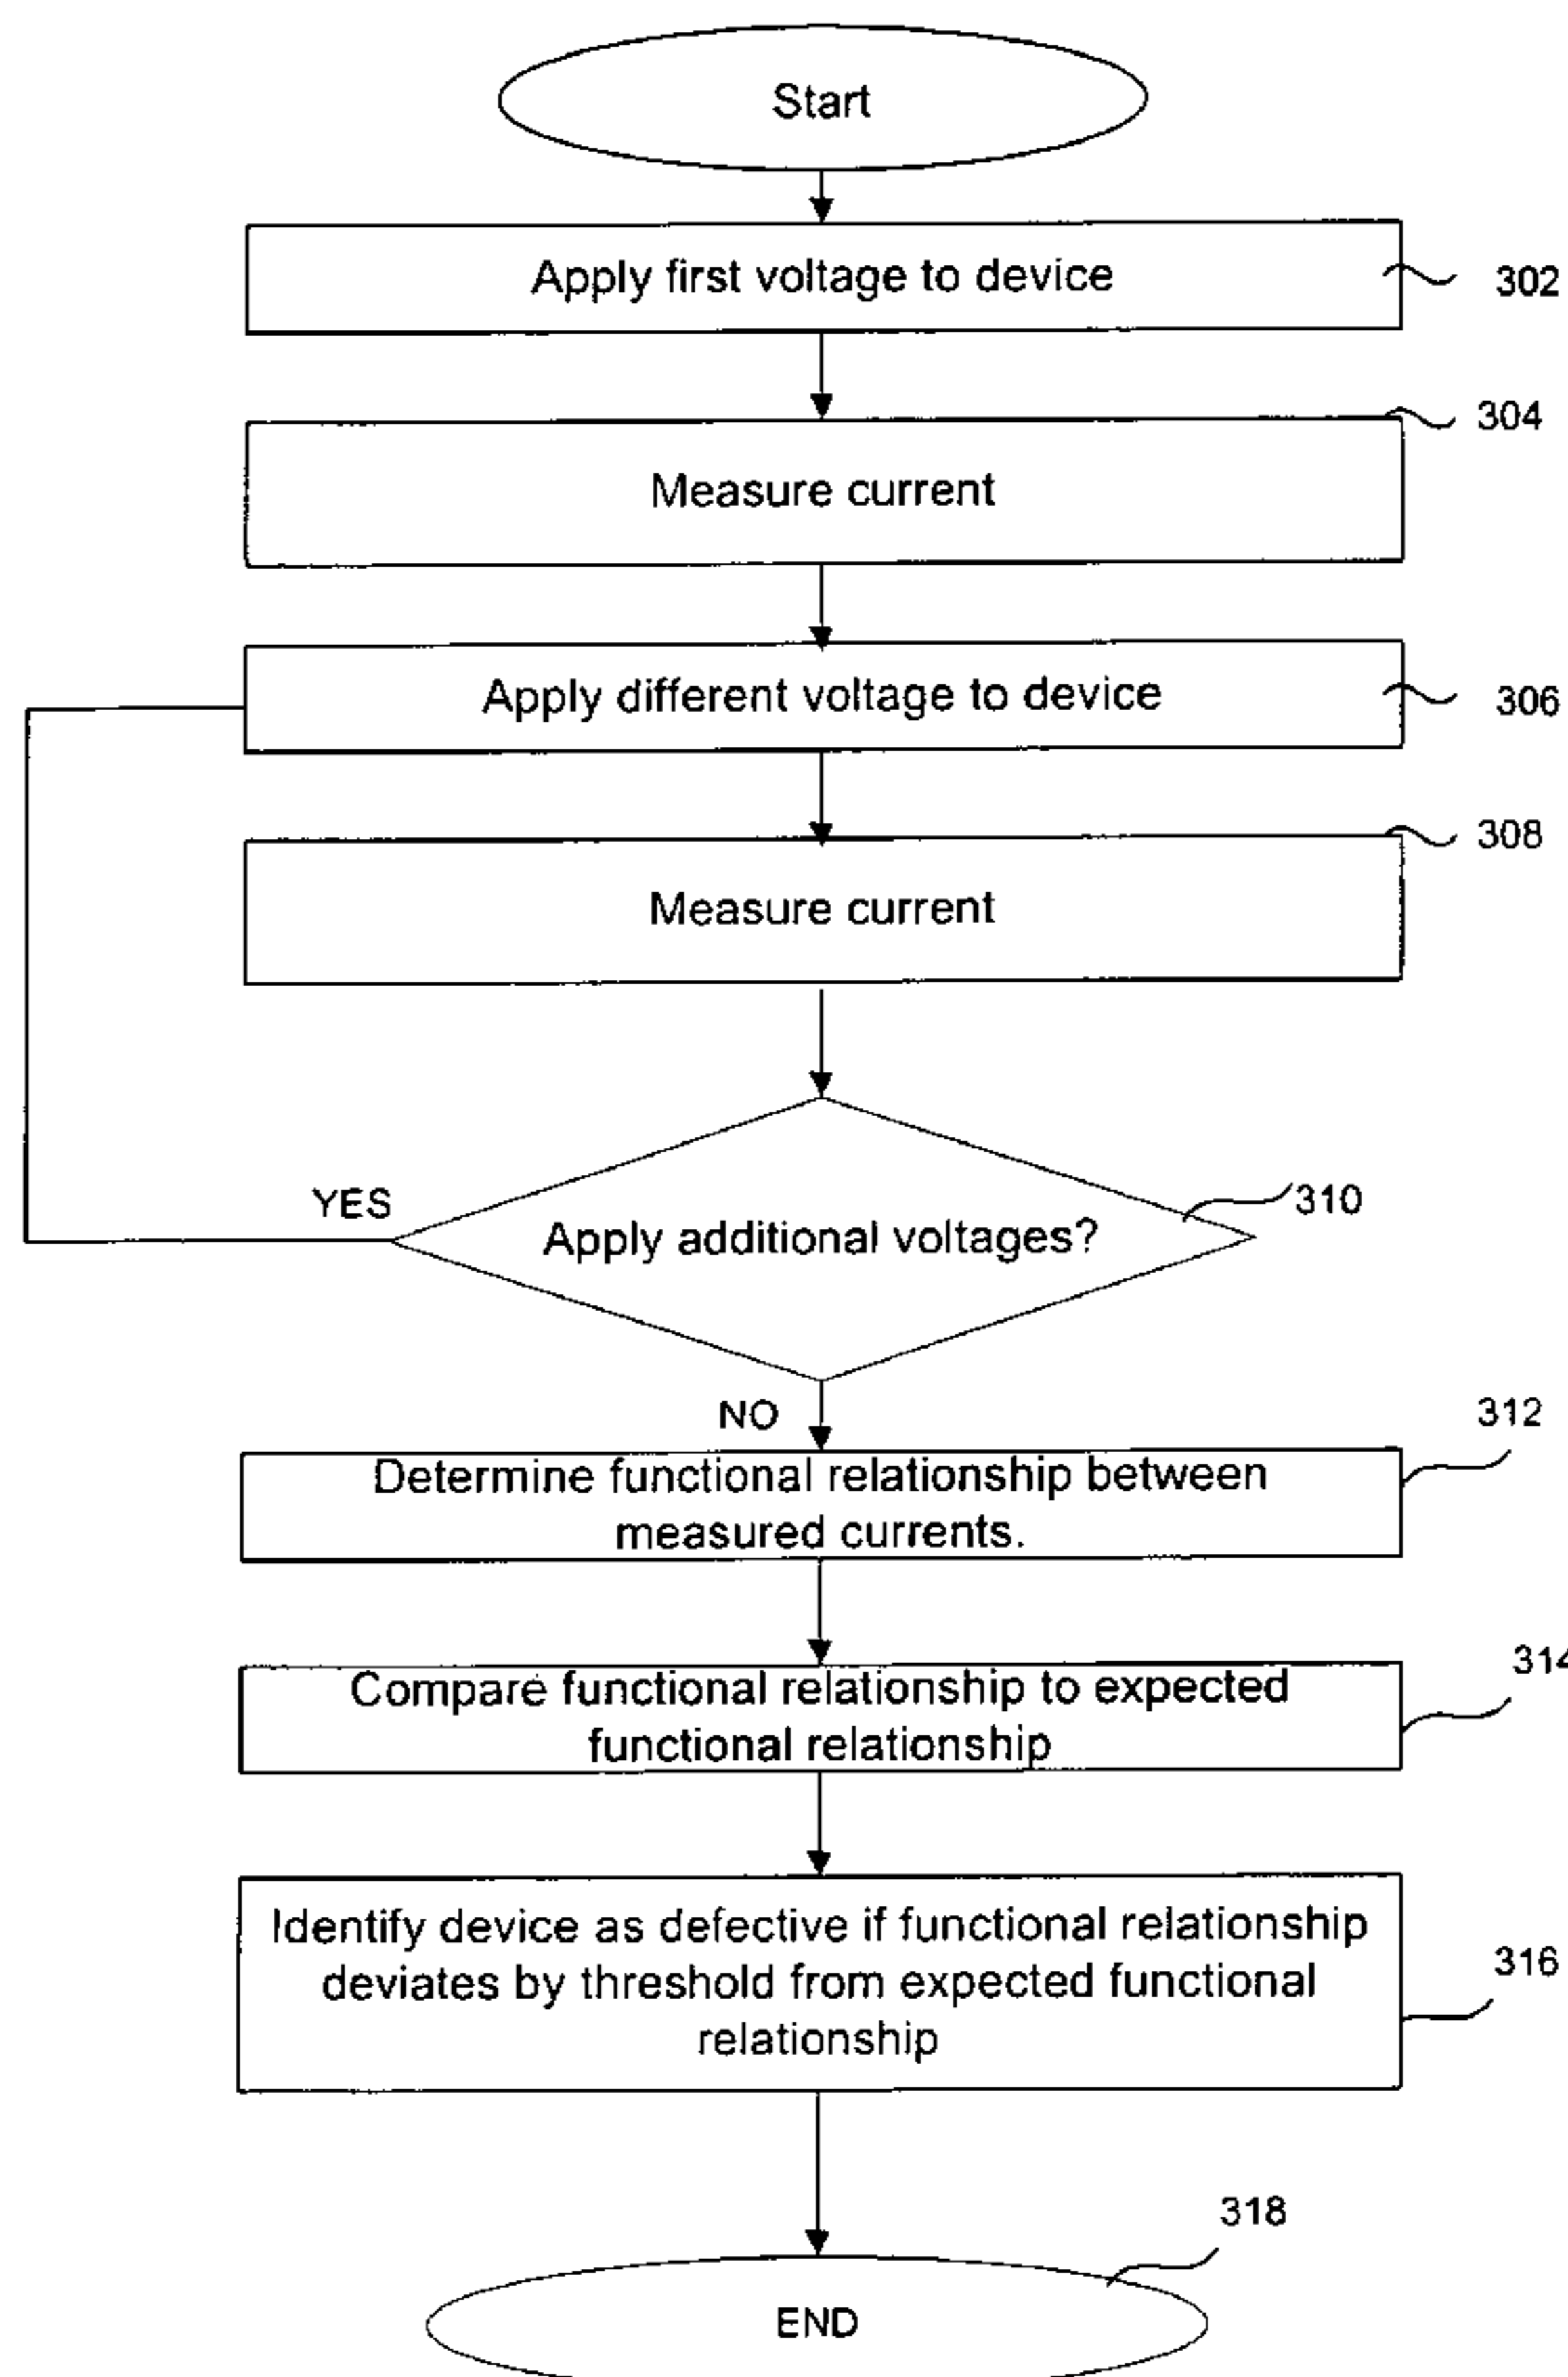 Start
Apply first voltage to device
302
304
Measure current
Apply different voltage to device
306
308
Measure current
YES
Apply additional voltages?
310
NO
312
Determine functional relationship between
measured currents.
314
Compare functional relationship to expected
functional relationship
Identify device as defective if functional relationship
deviates by threshold from expected functional
relationship
316
318
END